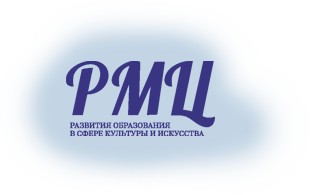 РМЦ
РАЗВИТИЯ ОБРАЗОВАНИЯ
В СФЕРЕ КУЛЬТУРЫ И ИСКУССТВА